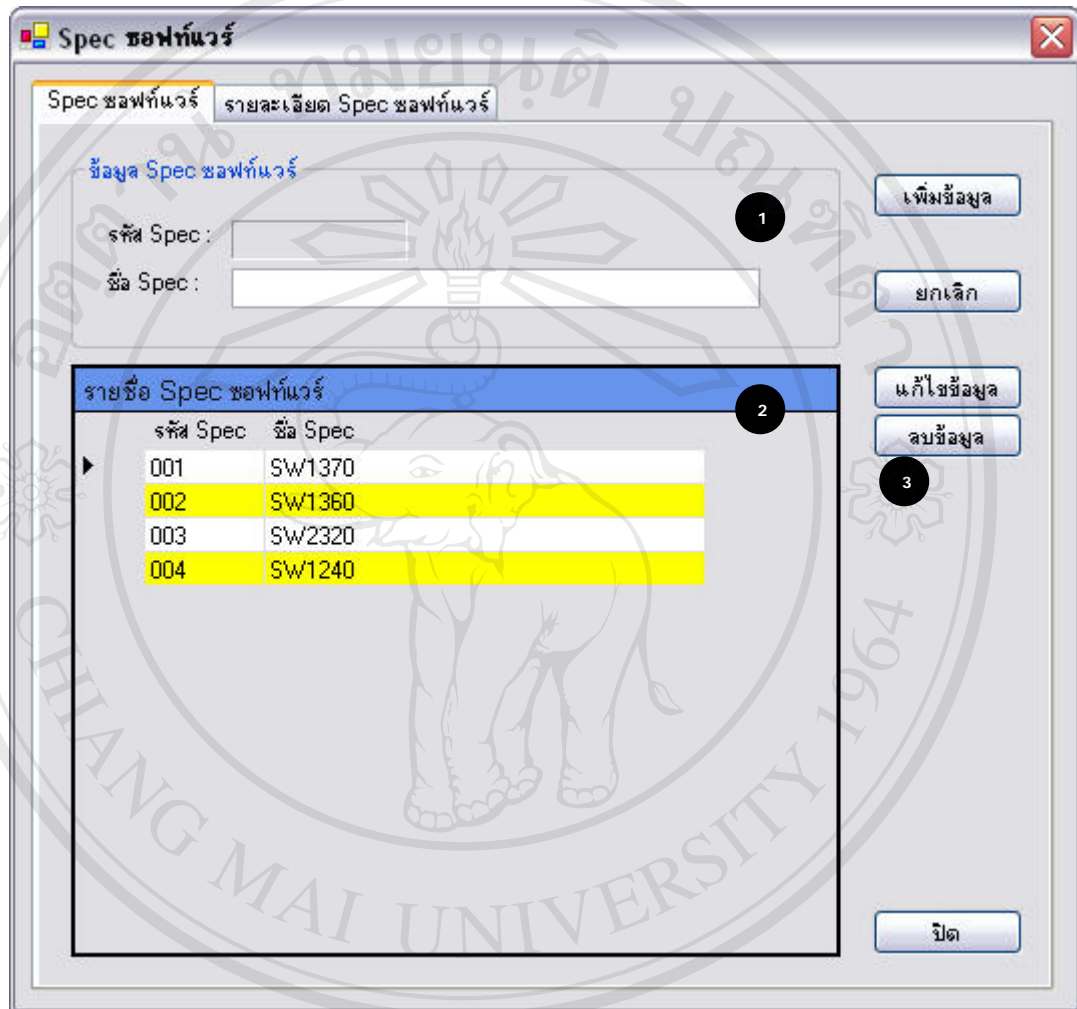 Spec ซอฟท์แวร์
Spec ซอฟท์แวร์ รายละเอียด Spec ซอฟท์แวร์
ข้อมูล Spec ซอฟท์แวร์
1
เพิ่มข้อมูล
รหัส Spec :
ชื่อ Spec :
ยกเลิก
รายชื่อ Spec ซอฟท์แวร์
2
แก้ไขข้อมูล
รหัส Spec ชื่อ Spec
ลบข้อมูล
001 SW1370
3
002 SW1360
003 SW2320
004 SW1240
ปิด
CHIANG MAI UNIVERSITY 1964